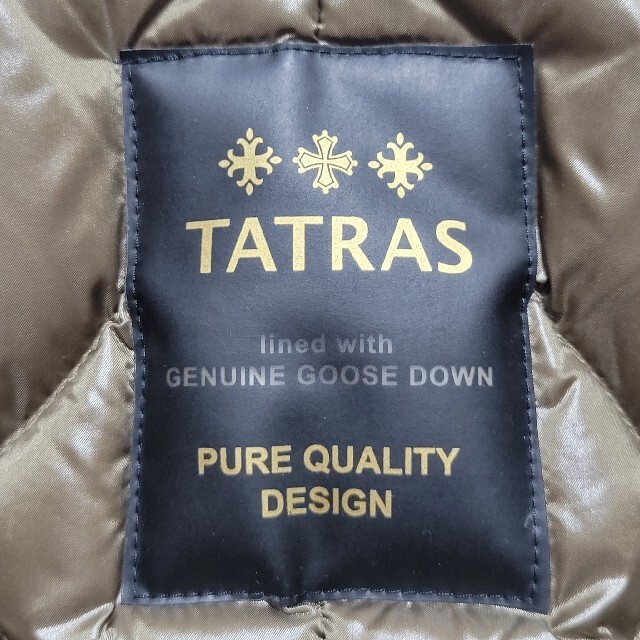 TATRAS
lined with
GENUINE GOOSE DOWN
PURE QUALITY
DESIGN